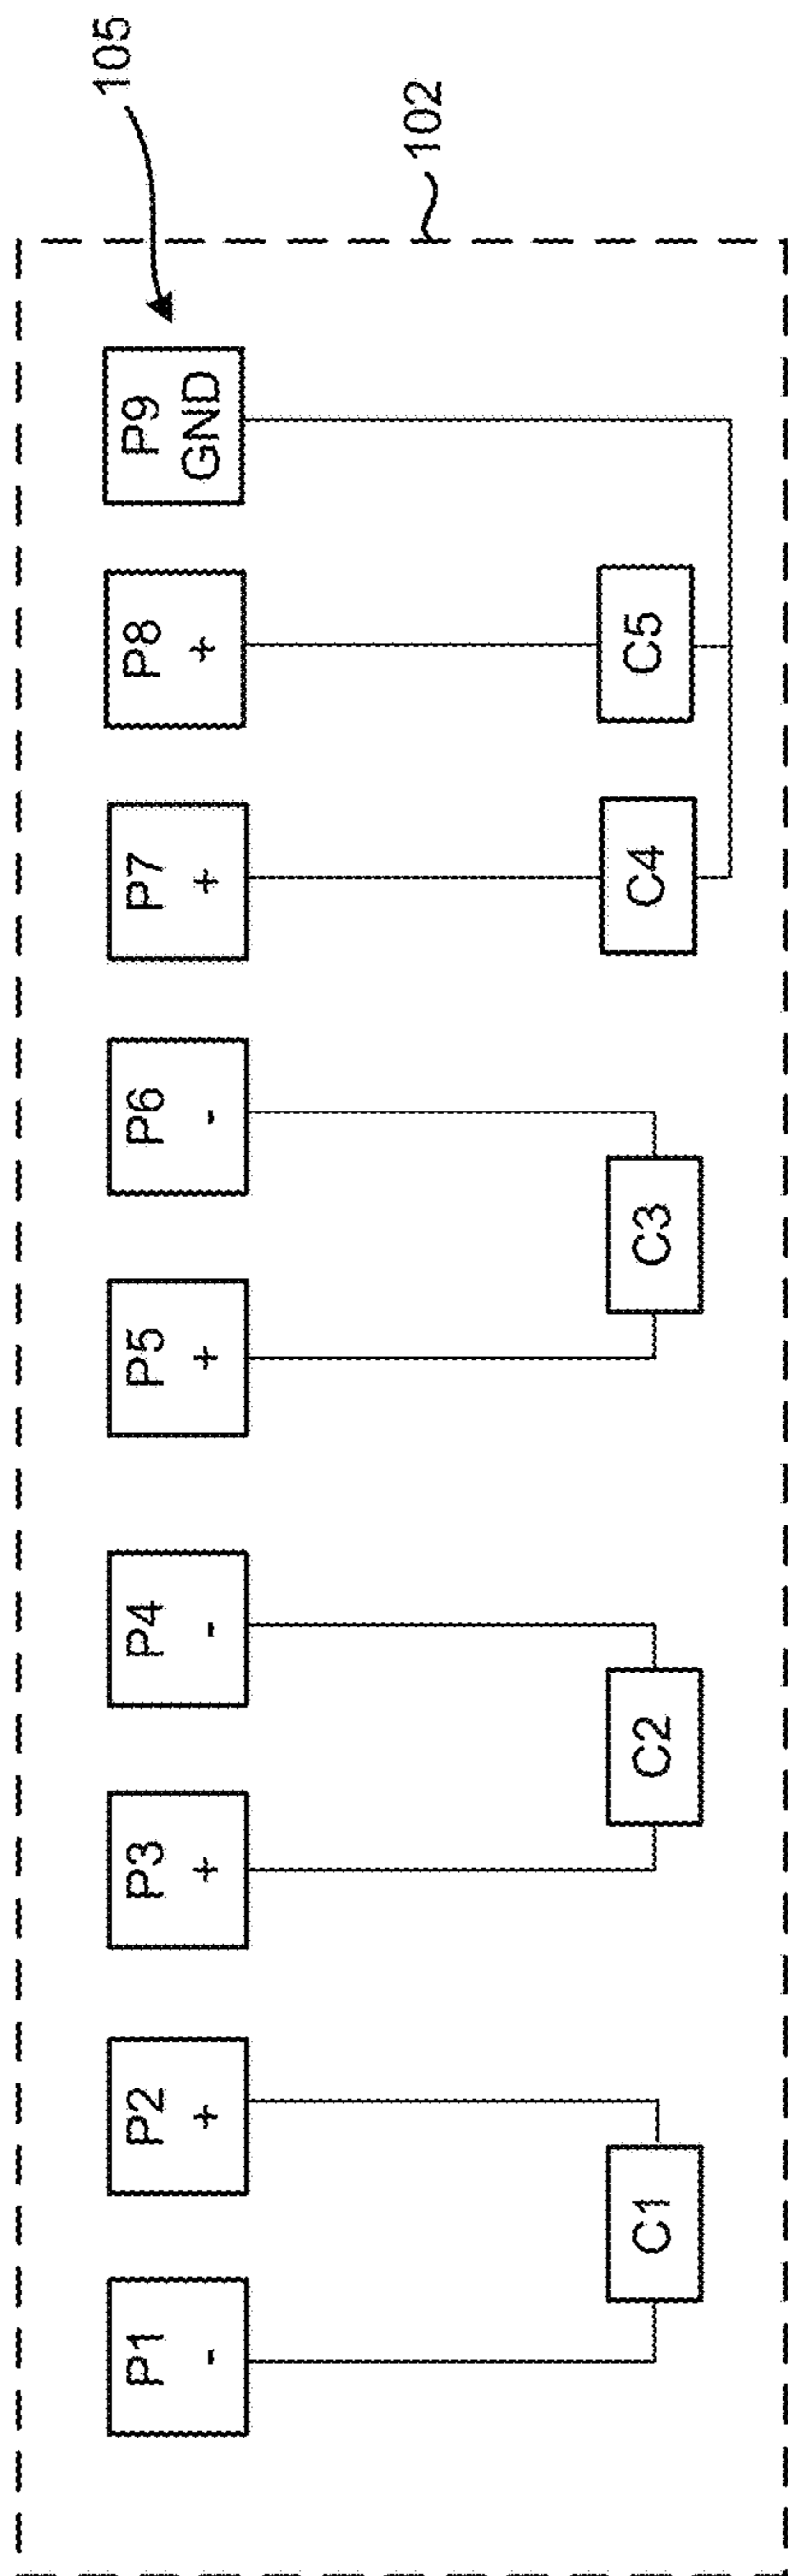 105
102
P1
-
P2
+
P3
+
P4
-
P5
+
P6
-
P7
+
P8
+
P9
GND
C1
C2
C3
C4
C5